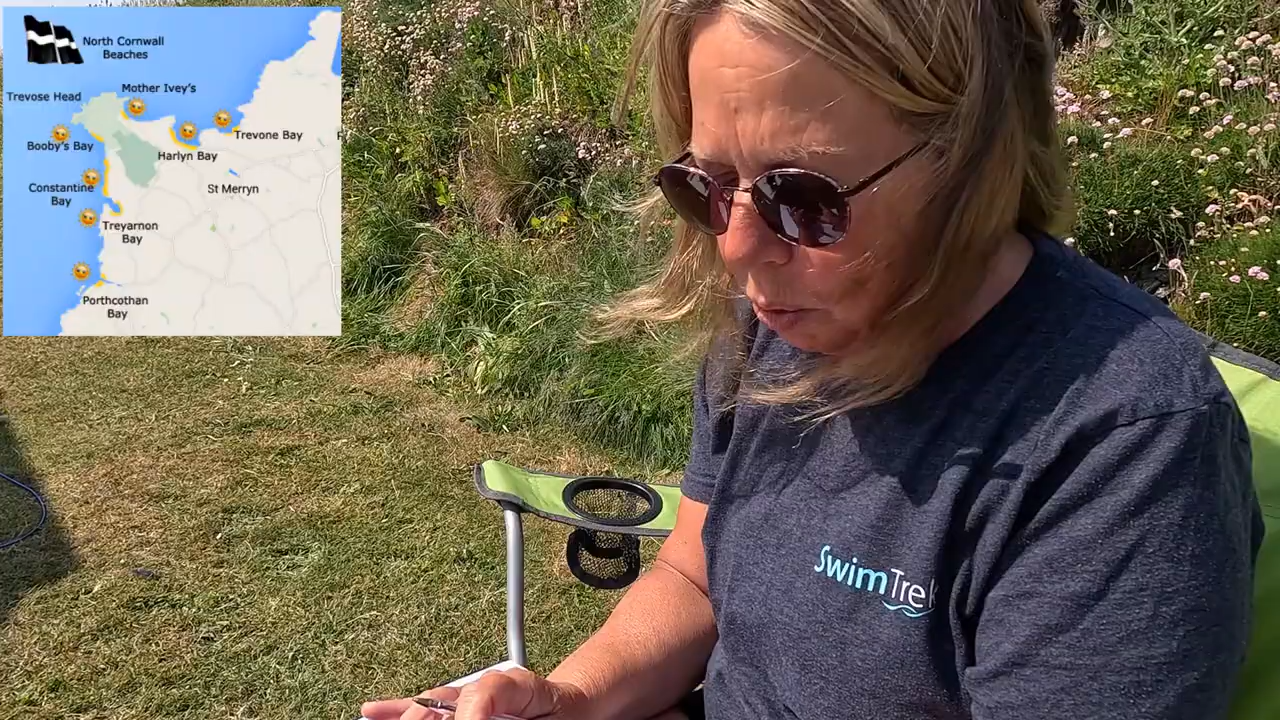 North Cornwall
Beaches
Mother Ivey's
Trevose Head
Trevone Bay
Booby's Bay
Harlyn Bay
Constantine
Bay
St Merryn
Treyarnon
Bay
Porthcothan
Bay
SwimTrek